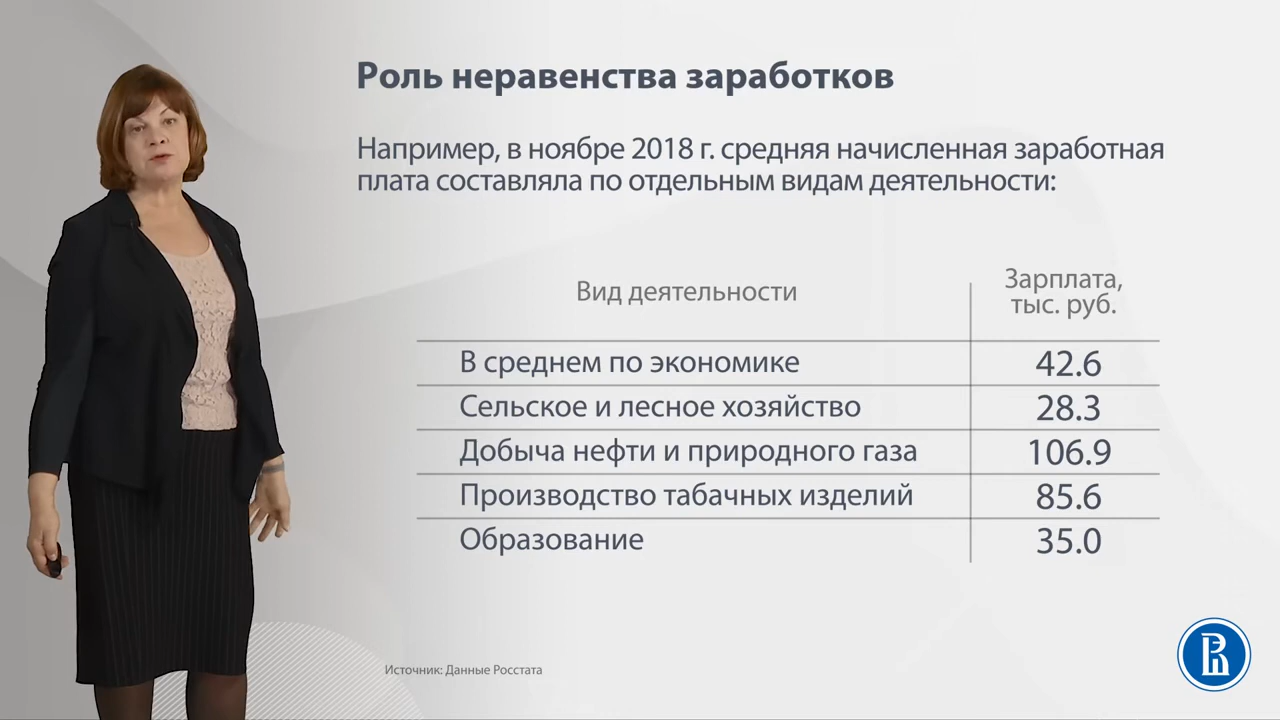 Роль неравенства заработков
Например, в ноябре 2018 г. средняя начисленная заработная
плата составляла по отдельным видам деятельности:
Вид деятельности
Зарплата,
тыс. руб.
В среднем по экономике 42.6
Сельское и лесное хозяйство 28.3
Добыча нефти и природного газа 106.9
Производство табачных изделий 85.6
Образование 35.0
Источник: Данные Росстата